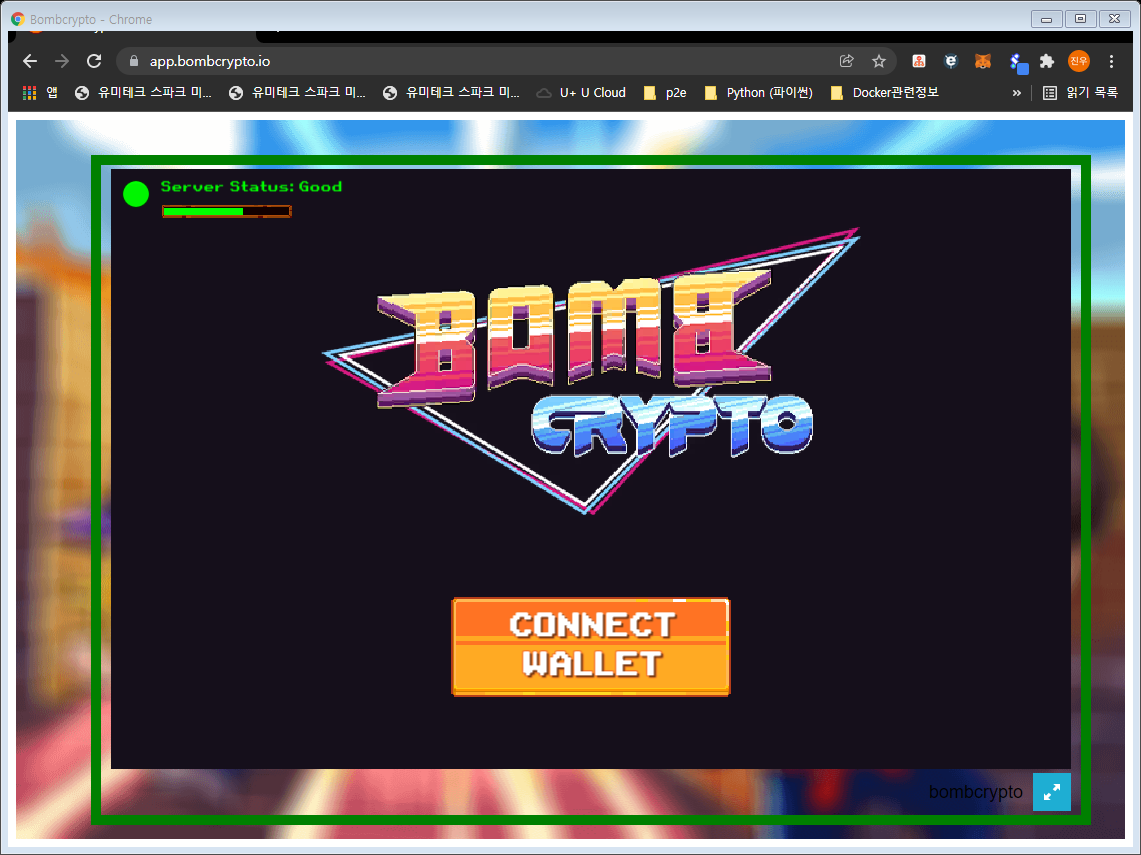 Bombcrypto - Chrome
app.bombcrypto.io
진우
앱
유미테크 스파크 미...
유미테크 스파크 미...
유미테크 스파크 미...
U+ U Cloud
p2e
Python (파이썬)
Docker관련정보
»
읽기 목록
Server Status: Good
BOMB
CRYPTO
CONNECT
WALLET
bombcrypto